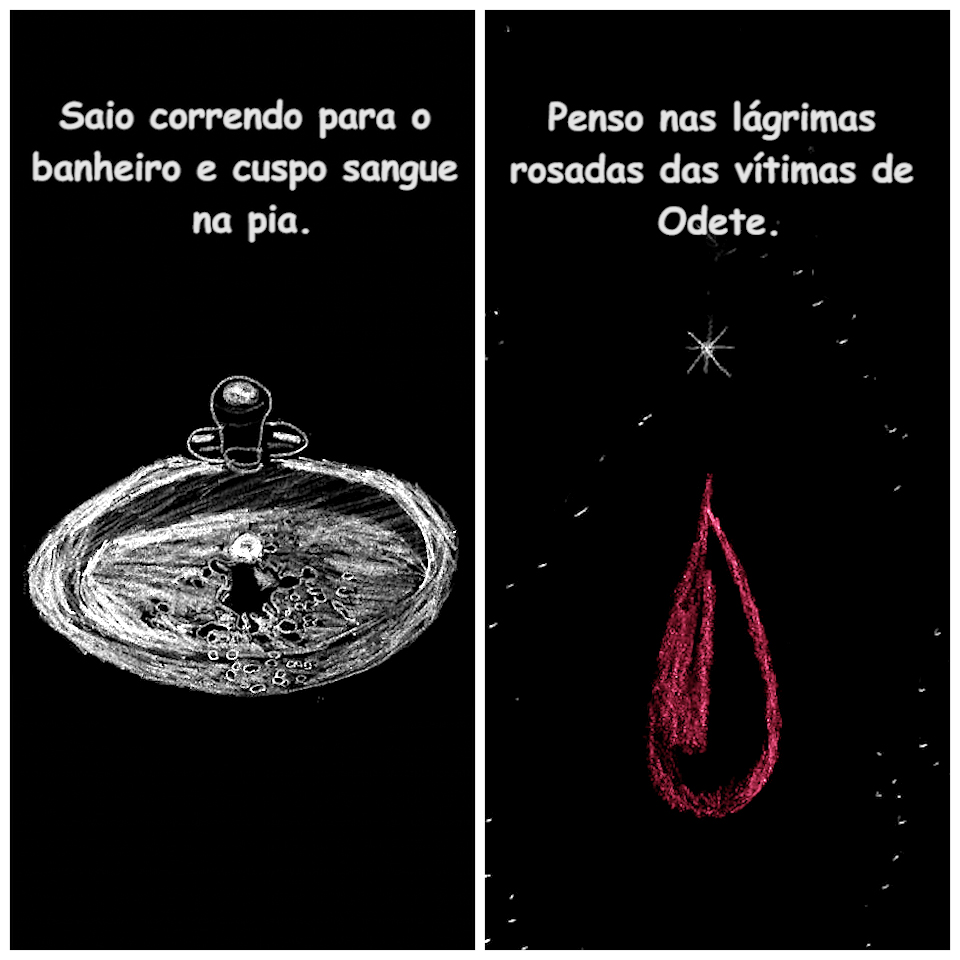 Saio correndo para o
banheiro e cuspo sangue
na pia.
Penso nas lágrimas
rosadas das vítimas de
Odete.